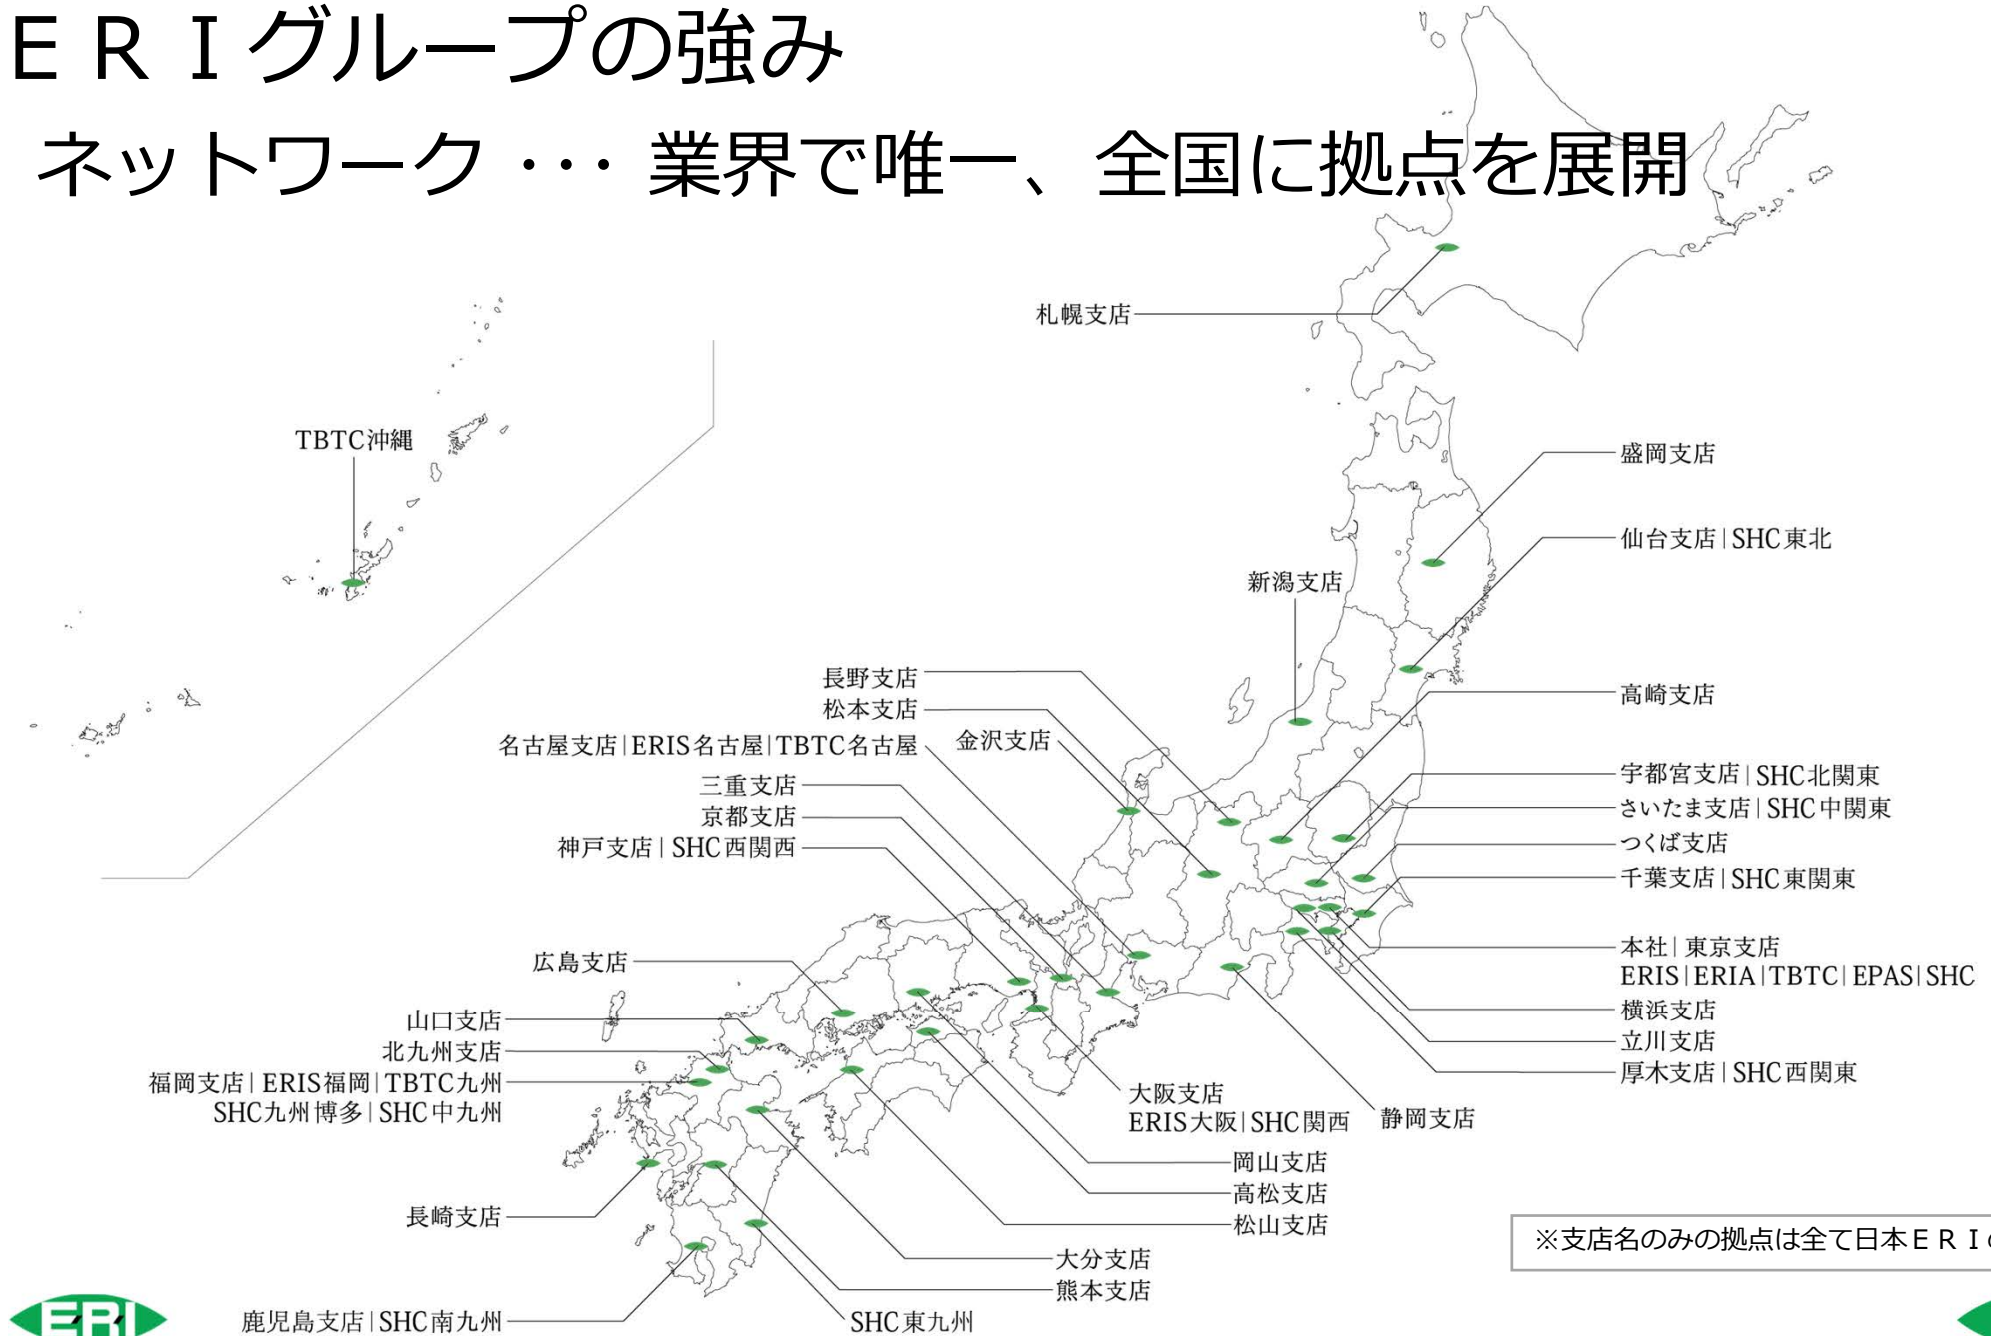 ＥＲＩグループの強み
ネットワーク ･･･ 業界で唯一、全国に拠点を展開
札幌支店
TBTC沖縄
盛岡支店
仙台支店|SHC東北
新潟支店
長野支店
高崎支店
松本支店
金沢支店
名古屋支店|ERIS名古屋|TBTC名古屋
宇都宮支店|SHC北関東
三重支店
さいたま支店|SHC中関東
京都支店
つくば支店
神戸支店|SHC西関西
千葉支店|SHC東関東
本社|東京支店
ERIS|ERIA|TBTC|EPAS|SHC
広島支店
横浜支店
山口支店
立川支店
北九州支店
厚木支店|SHC西関東
福岡支店|ERIS福岡|TBTC九州
SHC九州博多|SHC中九州
大阪支店
ERIS大阪|SHC関西
静岡支店
岡山支店
高松支店
長崎支店
松山支店
※支店名のみの拠点は全て日本ＥＲＩ
大分支店
熊本支店
鹿児島支店|SHC南九州
SHC東九州
ERI